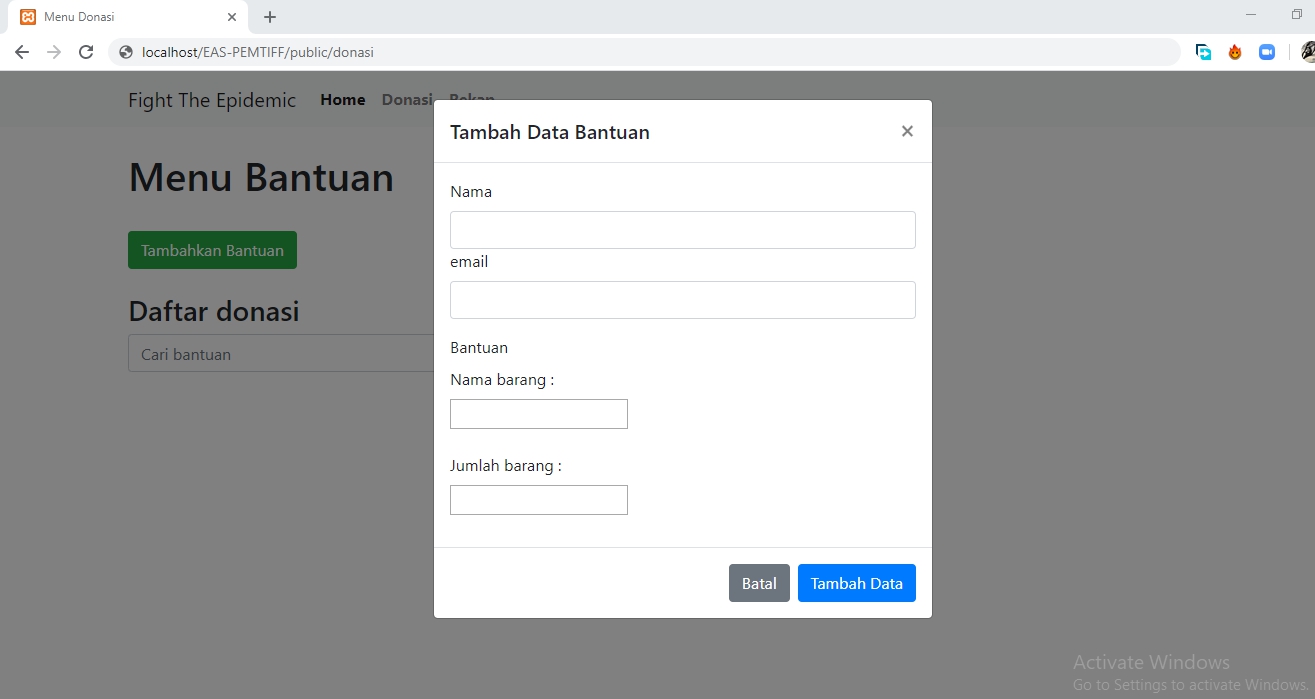 Menu Donasi
localhost/EAS-PEMTIFF/public/donasi
Fight The Epidemic Home Donasi Rekap
Tambah Data Bantuan ×
Menu Bantuan
Nama
Tambahkan Bantuan
email
Daftar donasi
Cari bantuan
Bantuan
Nama barang :
Jumlah barang :
Batal Tambah Data
Activate Windows
Go to Settings to activate Windows.